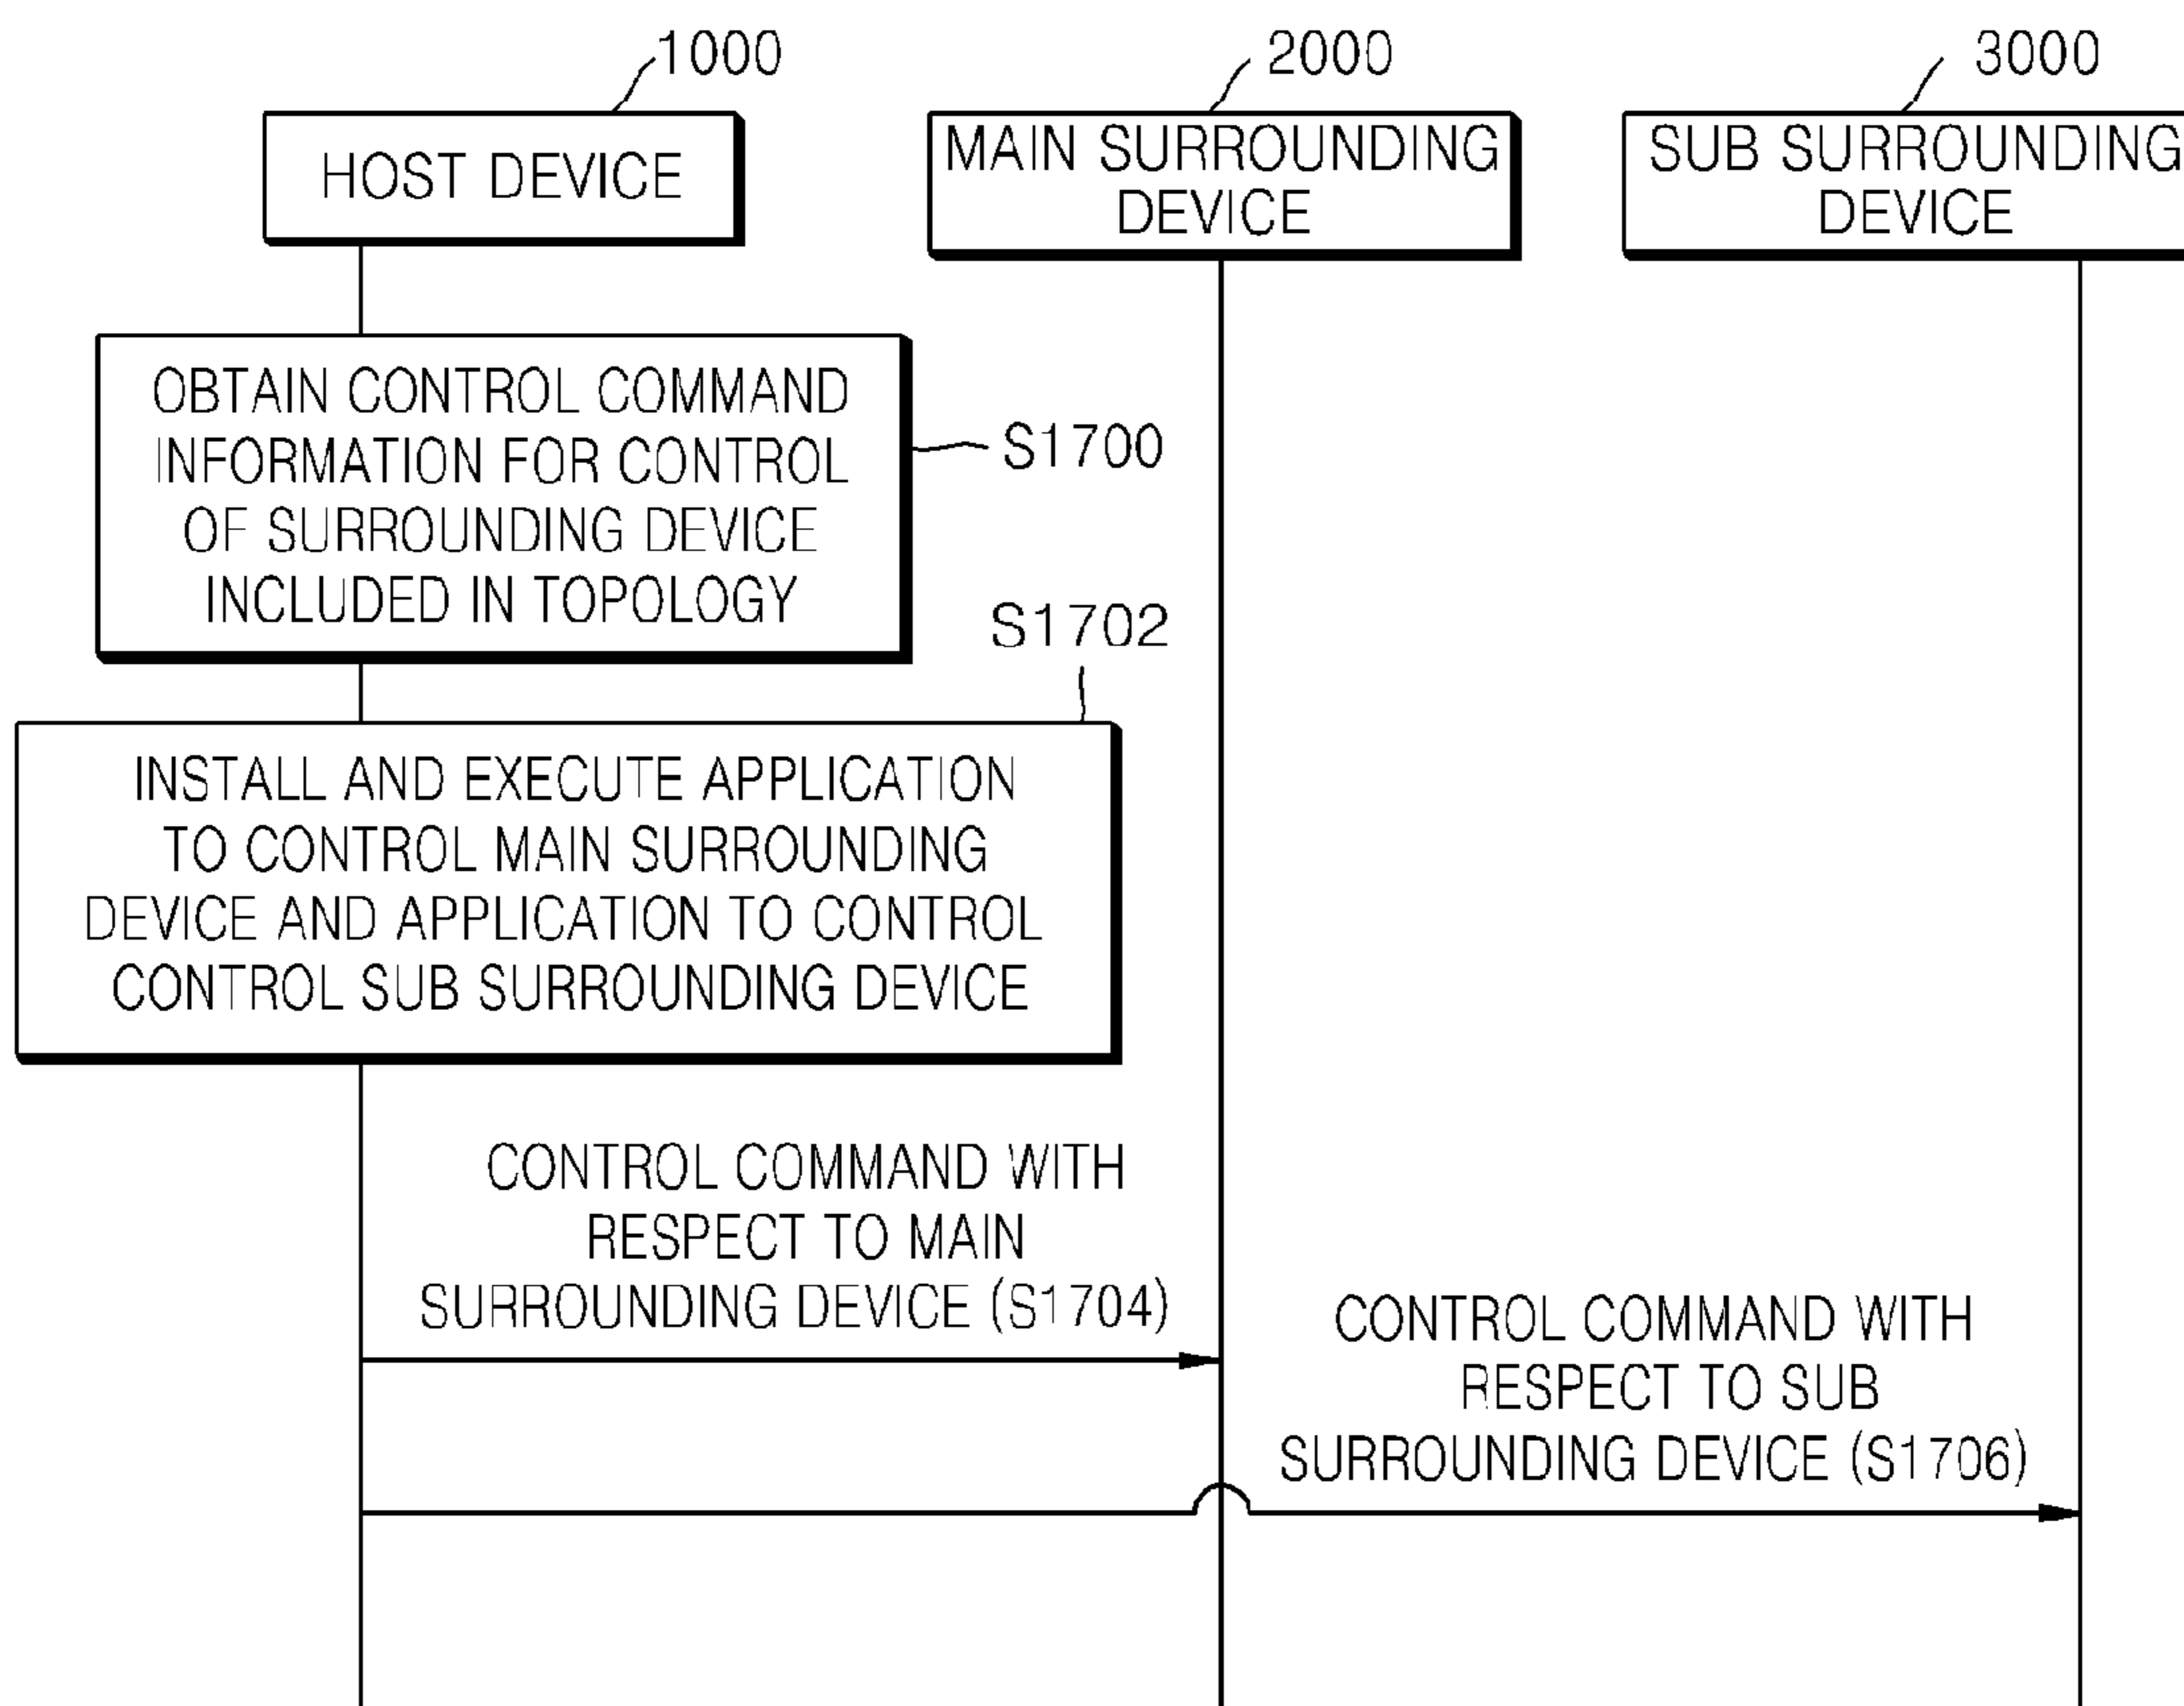 1000
2000
3000
HOST DEVICE
MAIN SURROUNDING
DEVICE
SUB SURROUNDING
DEVICE
OBTAIN CONTROL COMMAND
INFORMATION FOR CONTROL
OF SURROUNDING DEVICE
INCLUDED IN TOPOLOGY
S1700
S1702
INSTALL AND EXECUTE APPLICATION
TO CONTROL MAIN SURROUNDING
DEVICE AND APPLICATION TO CONTROL
CONTROL SUB SURROUNDING DEVICE
CONTROL COMMAND WITH
RESPECT TO MAIN
SURROUNDING DEVICE (S1704)
CONTROL COMMAND WITH
RESPECT TO SUB
SURROUNDING DEVICE (S1706)